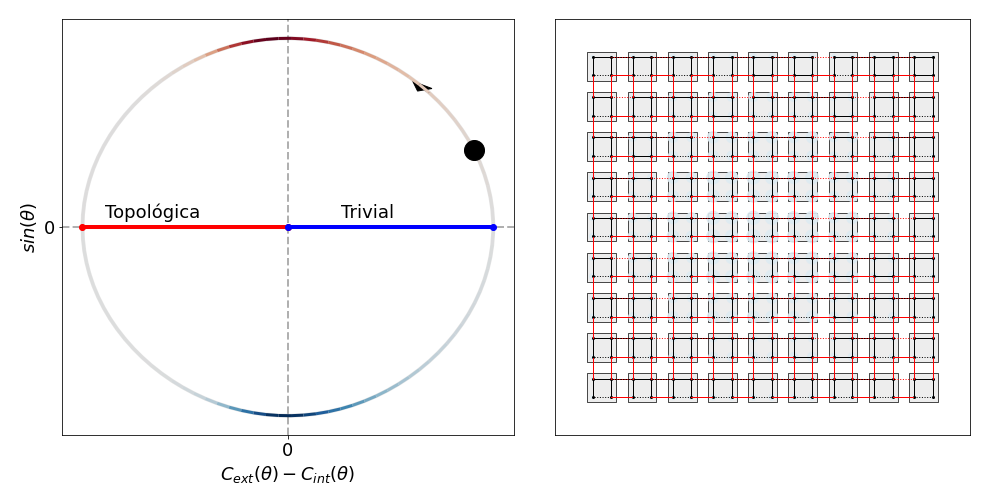 Topológica Trivial
0
sin(θ)
0
C_ext(θ) − C_int(θ)